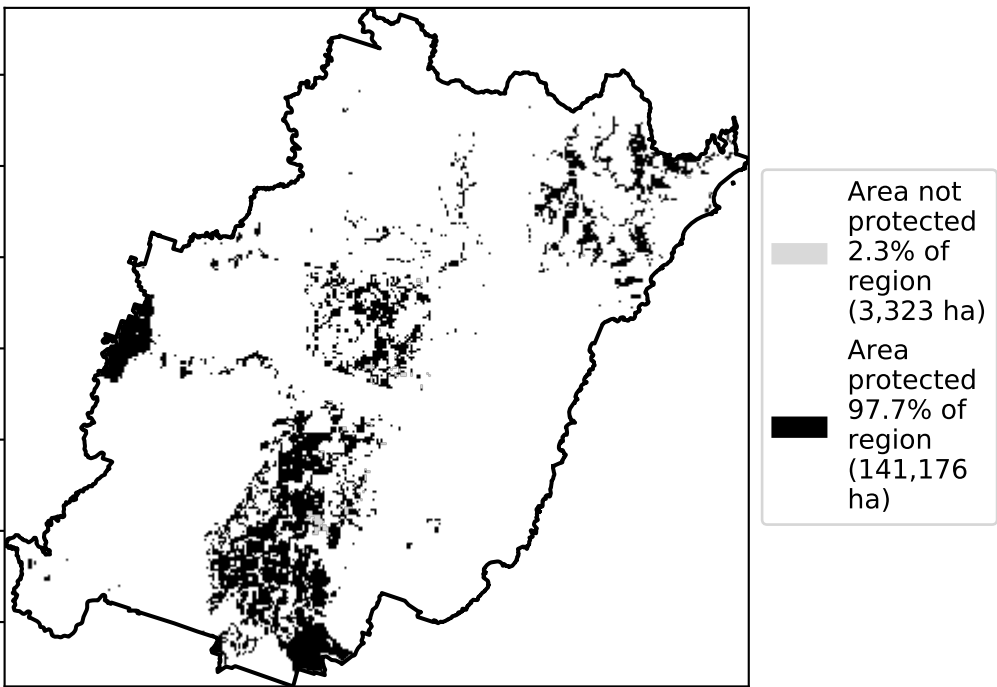 Area not
protected
2.3% of
region
(3,323 ha)
Area
protected
97.7% of
region
(141,176
ha)